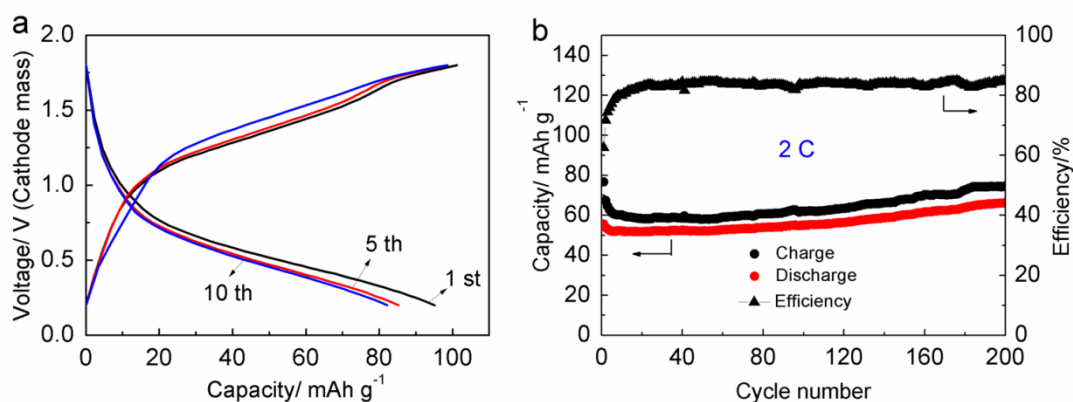 a
Voltage/ V (Cathode mass)
2.0
1.5
1.0
0.5
0.0
1 st
5 th
10 th
0 20 40 60 80 100
Capacity/ mAh g⁻¹
b
Capacity/ mAh g⁻¹
140
120
100
80
60
40
20
0
2 C
Charge
Discharge
Efficiency
100
80
60
40
20
0
Efficiency/%
0 40 80 120 160 200
Cycle number